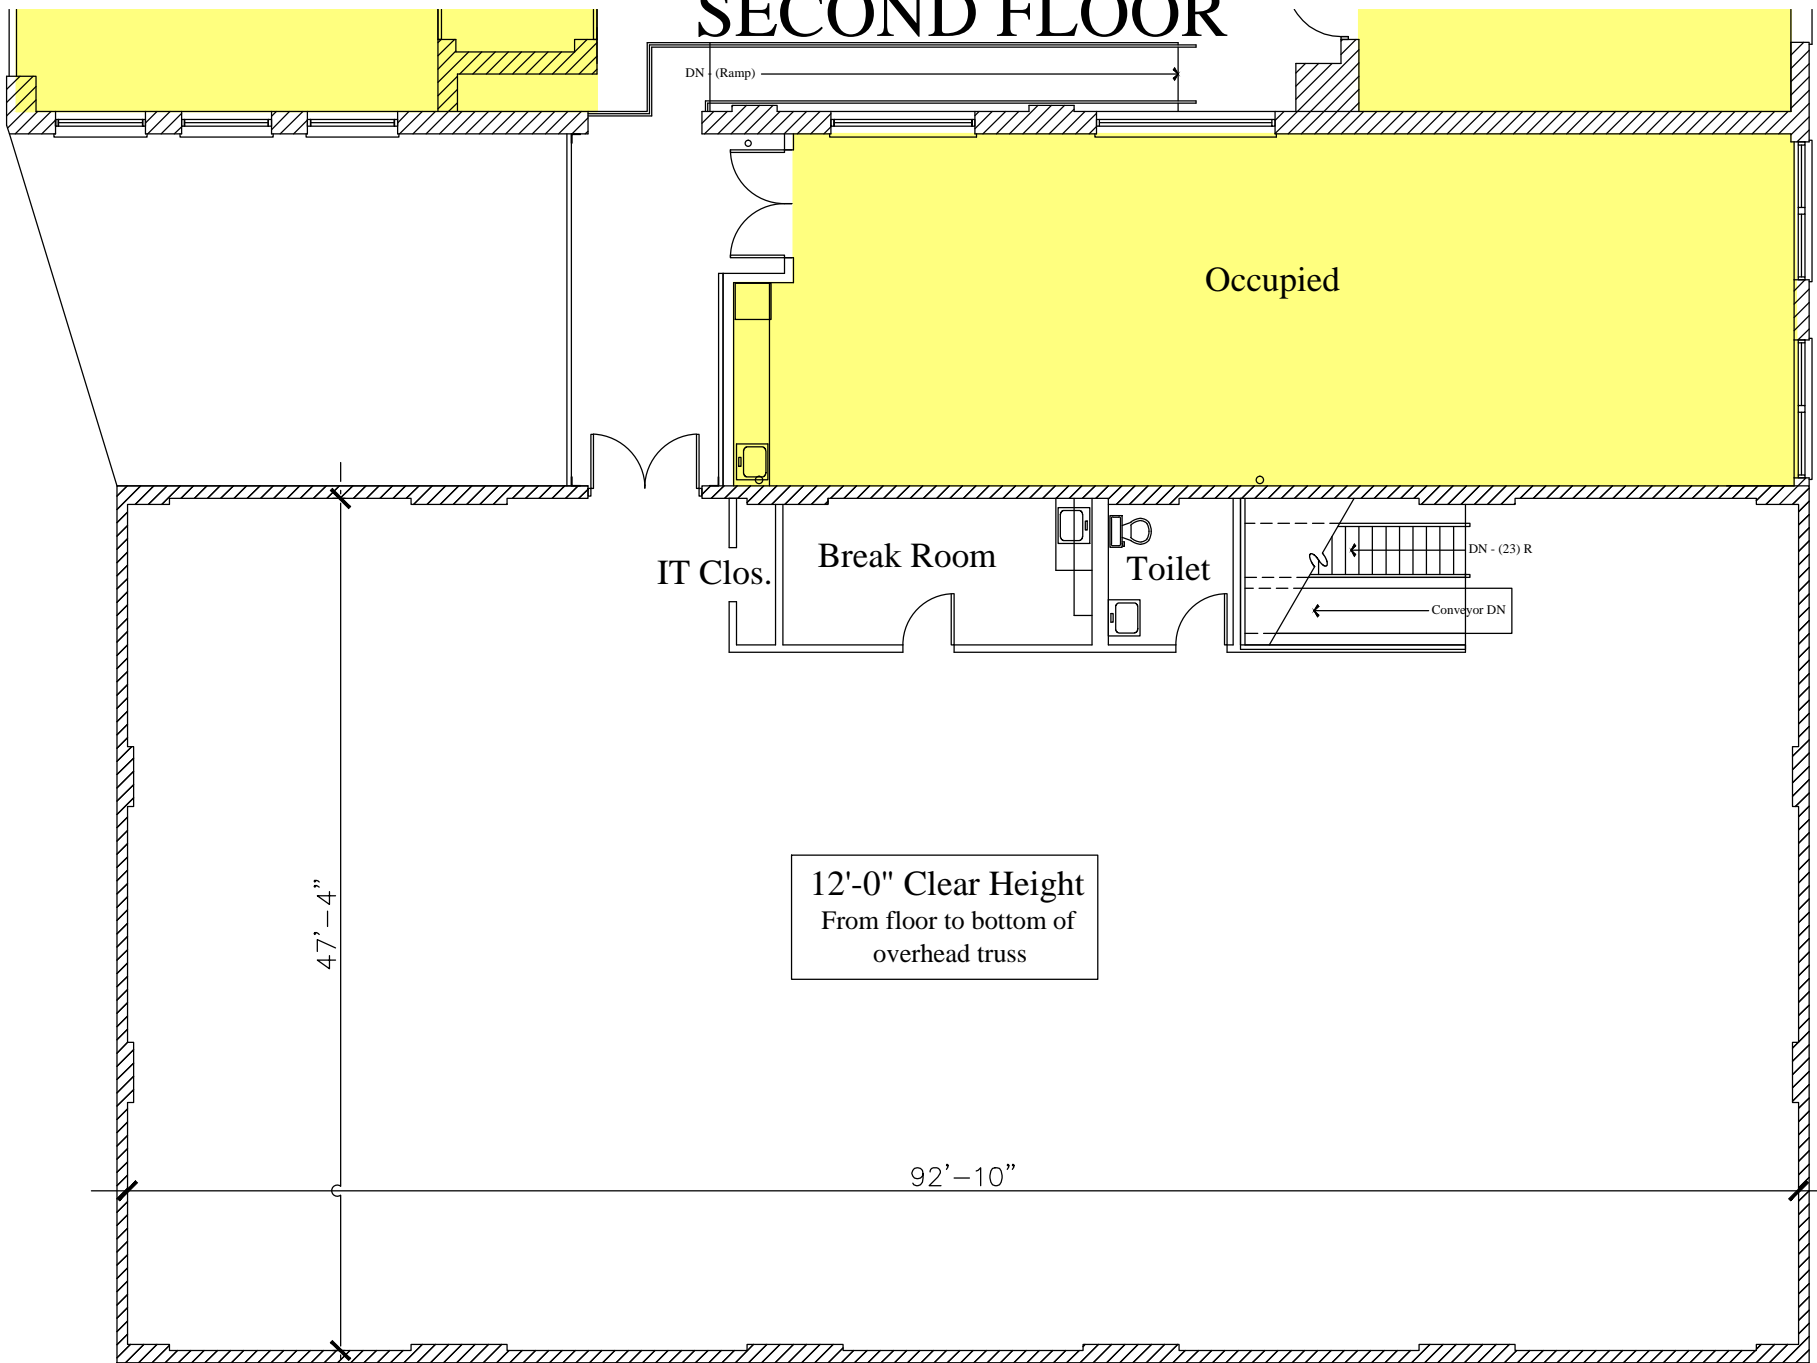 SECOND FLOOR
DN - (Ramp)
Occupied
IT Clos.
Break Room
Toilet
DN - (23) R
Conveyor DN
47'-4"
12'-0" Clear Height
From floor to bottom of
overhead truss
92'-10"